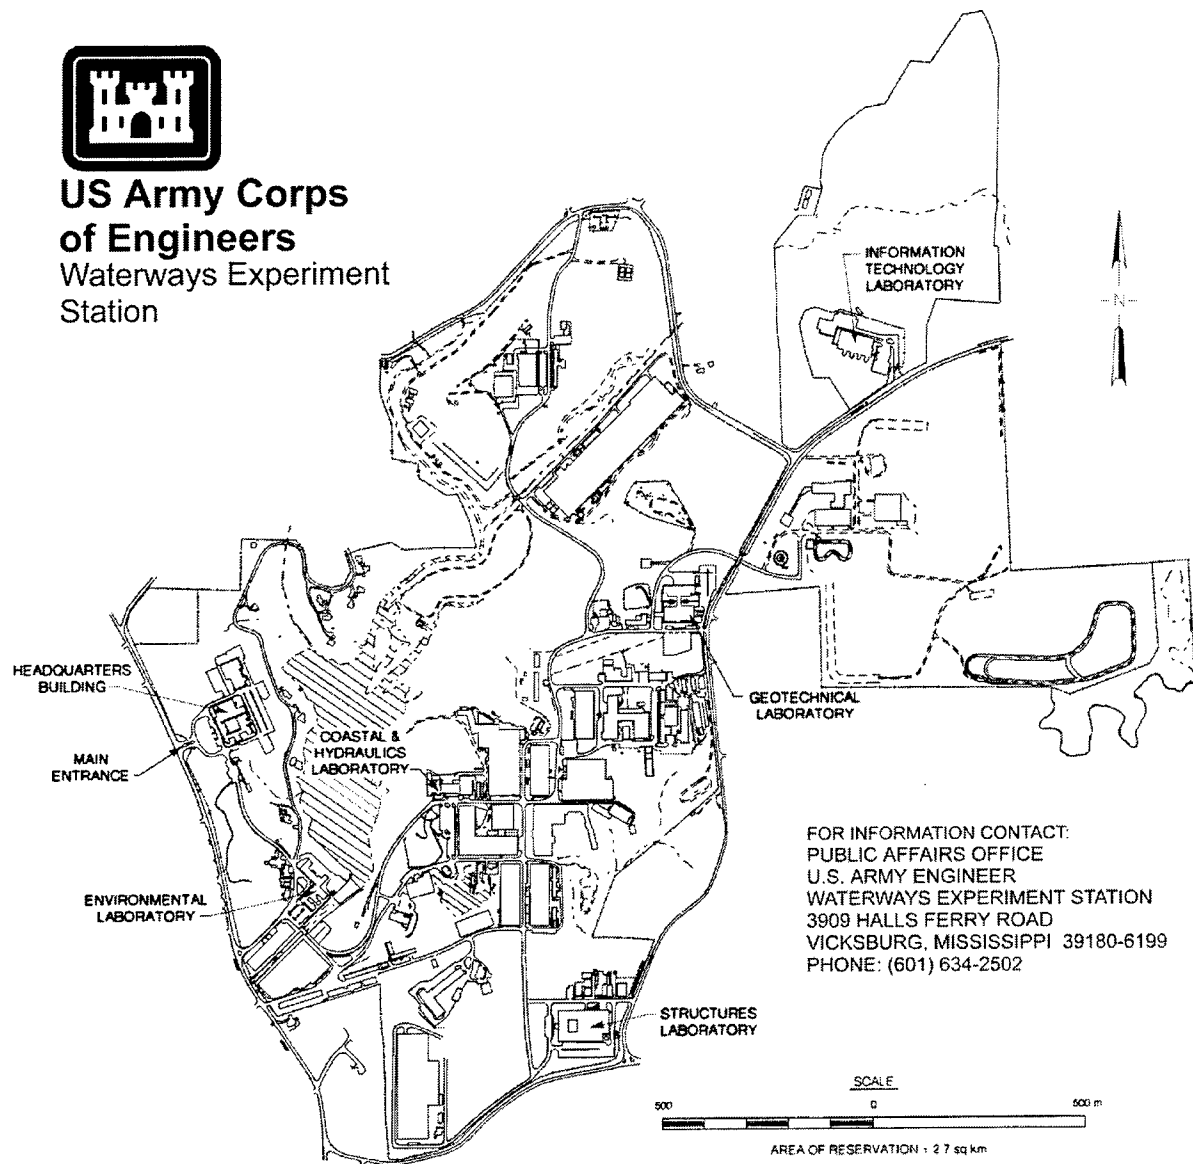 US Army Corps
of Engineers
Waterways Experiment
Station
INFORMATION
TECHNOLOGY
LABORATORY
N
HEADQUARTERS
BUILDING
MAIN
ENTRANCE
COASTAL &
HYDRAULICS
LABORATORY
GEOTECHNICAL
LABORATORY
ENVIRONMENTAL
LABORATORY
STRUCTURES
LABORATORY
FOR INFORMATION CONTACT:
PUBLIC AFFAIRS OFFICE
U.S. ARMY ENGINEER
WATERWAYS EXPERIMENT STATION
3909 HALLS FERRY ROAD
VICKSBURG, MISSISSIPPI 39180-6199
PHONE: (601) 634-2502
SCALE
500 0 500 m
AREA OF RESERVATION : 2.7 sq km